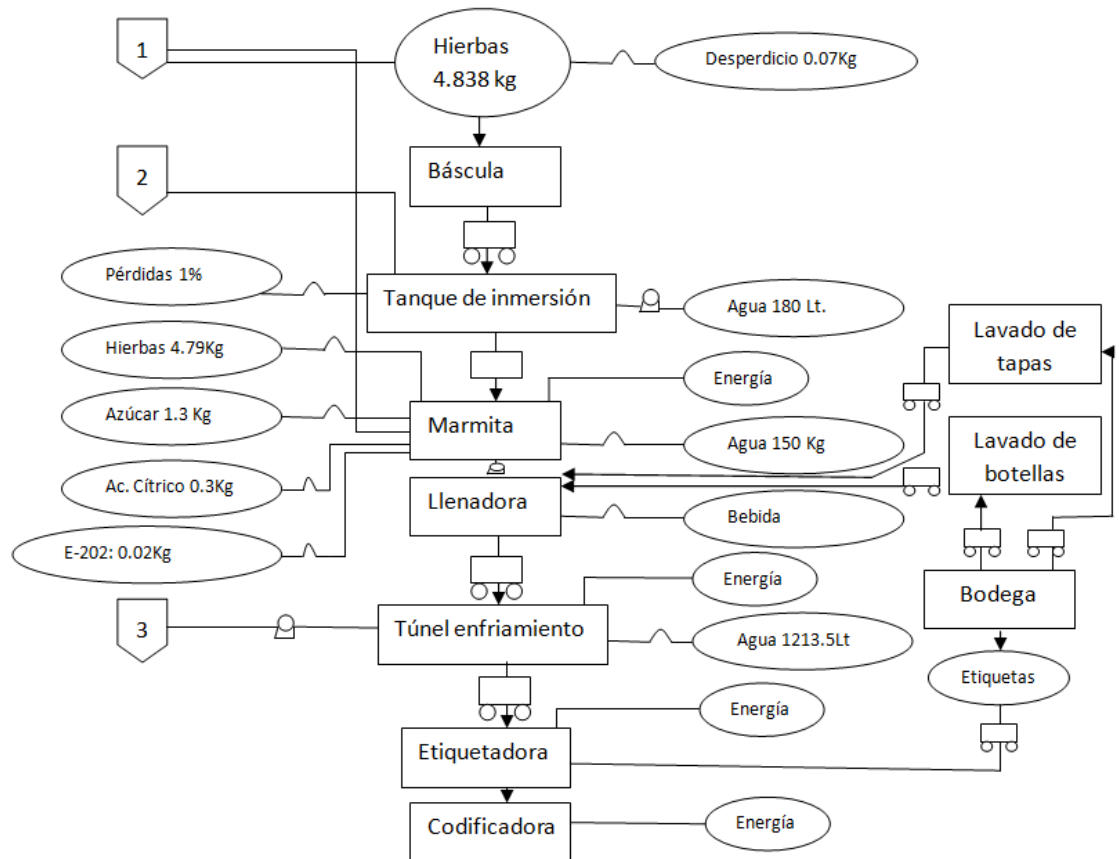 1
Hierbas
4.838 kg
Desperdicio 0.07Kg
2
Báscula
Pérdidas 1%
Tanque de inmersión
Agua 180 Lt.
Lavado de
tapas
Hierbas 4.79Kg
Energía
Azúcar 1.3 Kg
Marmita
Agua 150 Kg
Lavado de
botellas
Ac. Cítrico 0.3Kg
Llenadora
Bebida
E-202: 0.02Kg
Energía
Bodega
3
Túnel enfriamiento
Agua 1213.5Lt
Etiquetas
Energía
Etiquetadora
Codificadora
Energía